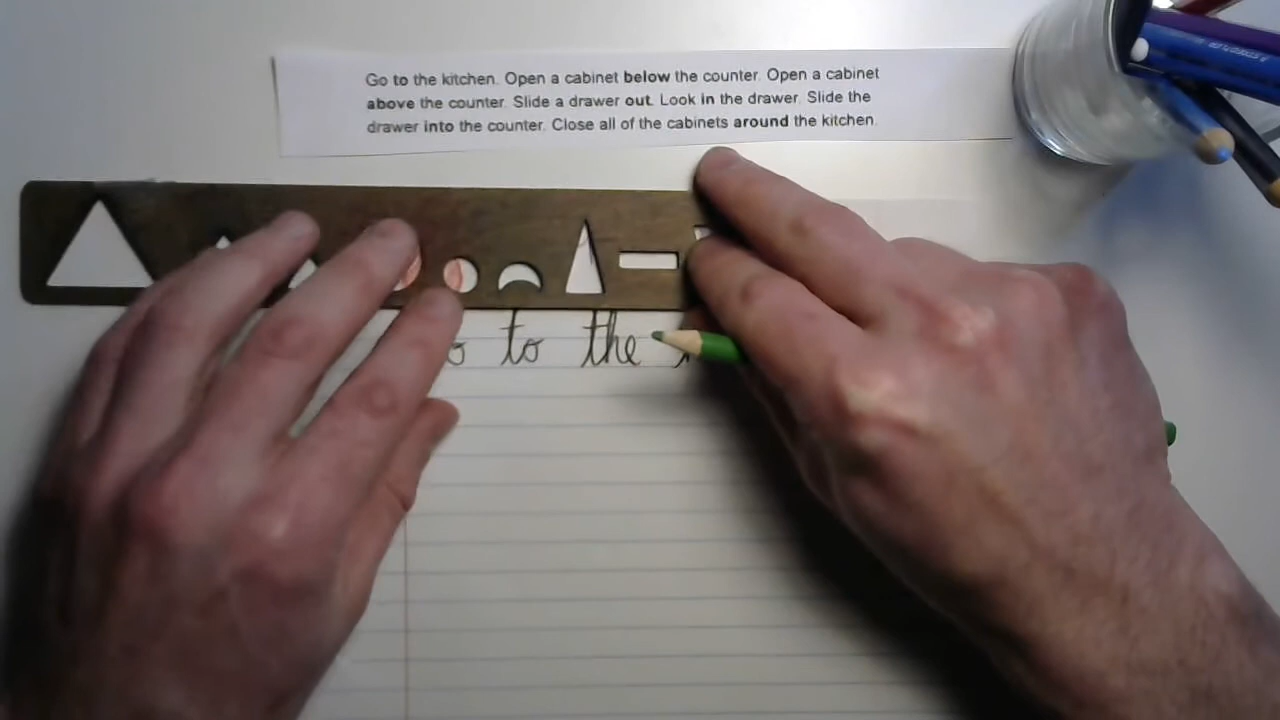 Go to the kitchen. Open a cabinet below the counter. Open a cabinet
above the counter. Slide a drawer out. Look in the drawer. Slide the
drawer into the counter. Close all of the cabinets around the kitchen.
to the